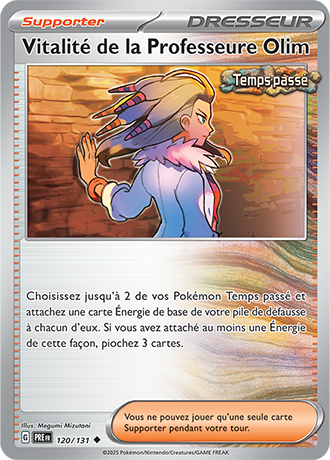 Supporter
DRESSEUR
Vitalité de la Professeure Olim
Temps passé
Choisissez jusqu'à 2 de vos Pokémon Temps passé et
attachez une carte Énergie de base de votre pile de défausse
à chacun d'eux. Si vous avez attaché au moins une Énergie
de cette façon, piochez 3 cartes.
Illus. Megumi Mizutani
G PRE FR 120/131 ◆
Vous ne pouvez jouer qu'une seule carte
Supporter pendant votre tour.
©2025 Pokémon/Nintendo/Creatures/GAME FREAK